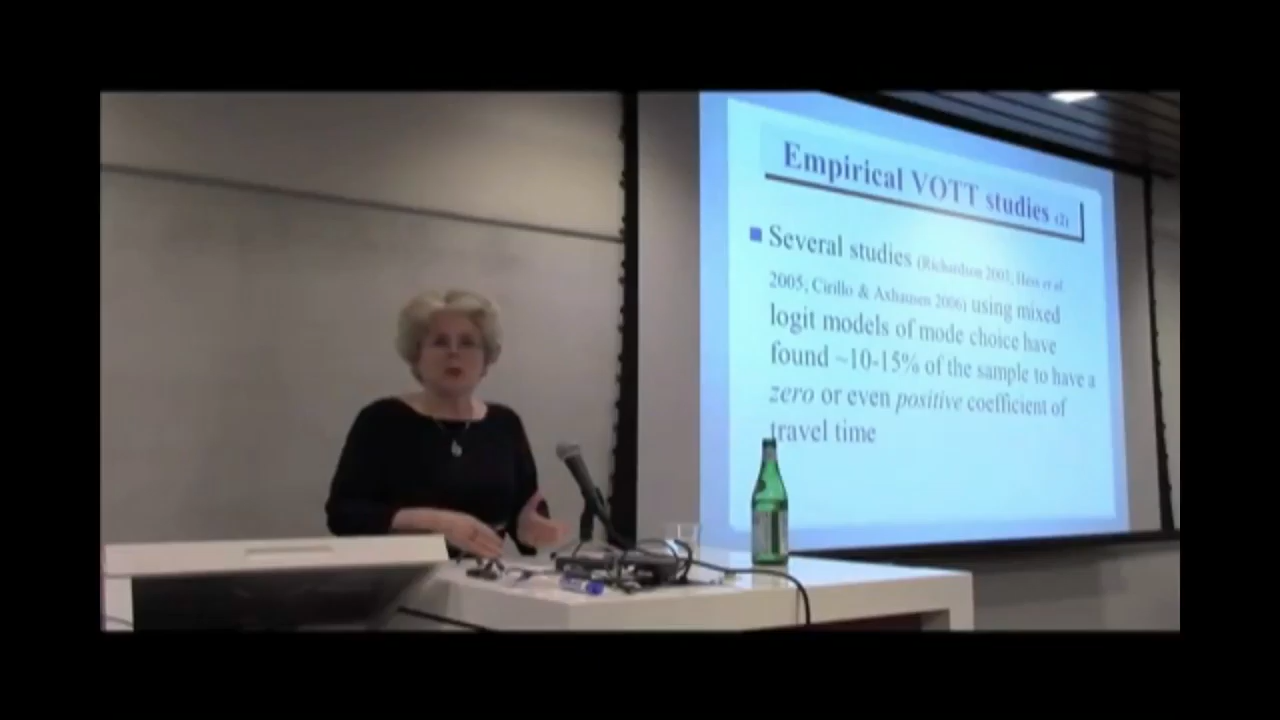 Empirical VOTT studies (2)
Several studies (Richardson 2003, Hess et al.
2005, Cirillo & Axhausen 2006) using mixed
logit models of mode choice have
found ~10-15% of the sample to have a
zero or even positive coefficient of
travel time